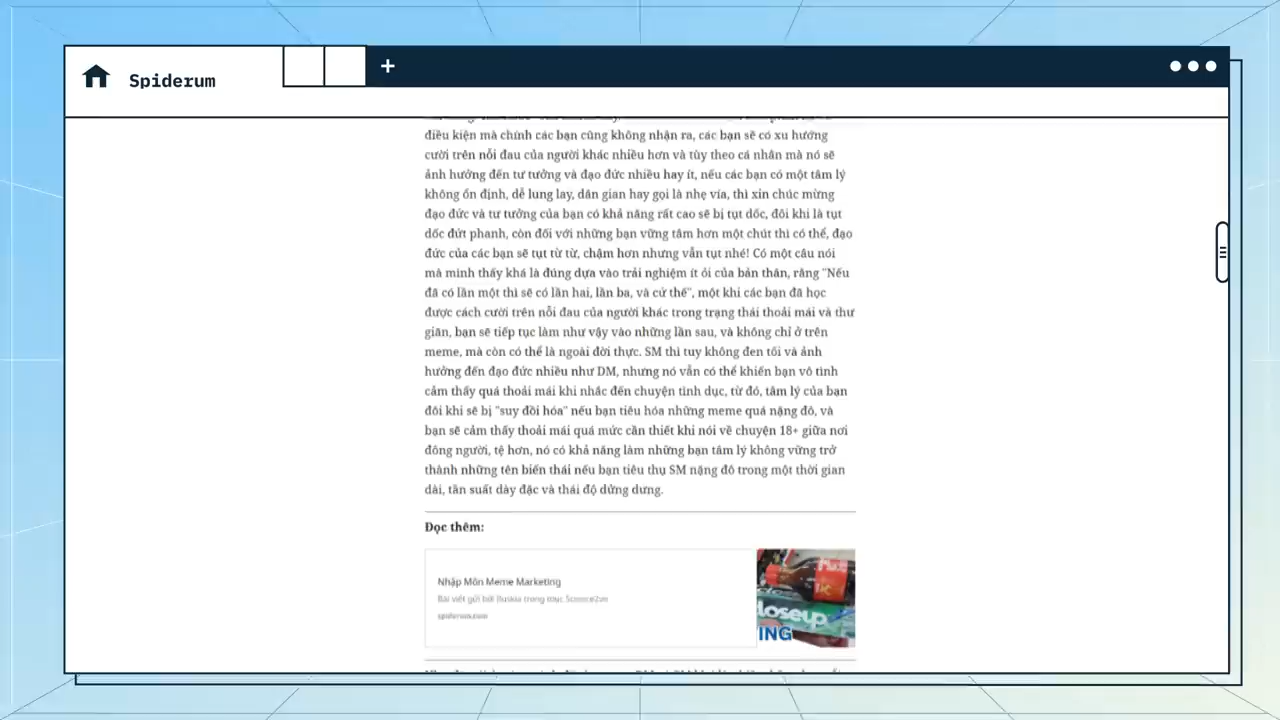 Spiderum
điều kiện mà chính các bạn cũng không nhận ra, các bạn sẽ có xu hướng
cười trên nỗi đau của người khác nhiều hơn và tùy theo cá nhân mà nó sẽ
ảnh hưởng đến tư tưởng và đạo đức nhiều hay ít, nếu các bạn có một tâm lý
không ổn định, dễ lung lay, dân gian hay gọi là nhẹ vía, thì xin chúc mừng
đạo đức và tư tưởng của bạn có khả năng rất cao sẽ bị tụt dốc, đôi khi là tụt
dốc đứt phanh, còn đối với những bạn vững tâm hơn một chút thì có thể, đạo
đức của các bạn sẽ tụt từ từ, chậm hơn nhưng vẫn tụt nhé! Có một câu nói
mà mình thấy khá là đúng dựa vào trải nghiệm ít ỏi của bản thân, rằng "Nếu
đã có lần một thì sẽ có lần hai, lần ba, và cứ thế", một khi các bạn đã học
được cách cười trên nỗi đau của người khác trong trạng thái thoải mái và thư
giãn, bạn sẽ tiếp tục làm như vậy vào những lần sau, và không chỉ ở trên
meme, mà còn có thể là ngoài đời thực. SM thì tuy không đen tối và ảnh
hưởng đến đạo đức nhiều như DM, nhưng nó vẫn có thể khiến bạn vô tình
cảm thấy quá thoải mái khi nhắc đến chuyện tình dục, từ đó, tâm lý của bạn
đôi khi sẽ bị "suy đồi hóa" nếu bạn tiêu hóa những meme quá nặng đô, và
bạn sẽ cảm thấy thoải mái quá mức cần thiết khi nói về chuyện 18+ giữa nơi
đông người, tệ hơn, nó có khả năng làm những bạn tâm lý không vững trở
thành những tên biến thái nếu bạn tiêu thụ SM nặng đô trong một thời gian
dài, tần suất dày đặc và thái độ dửng dưng.
Đọc thêm:
Nhập Môn Meme Marketing
Bài viết gửi bởi Iluskia trong mục Science2vn
spiderum.com
closeup
ING